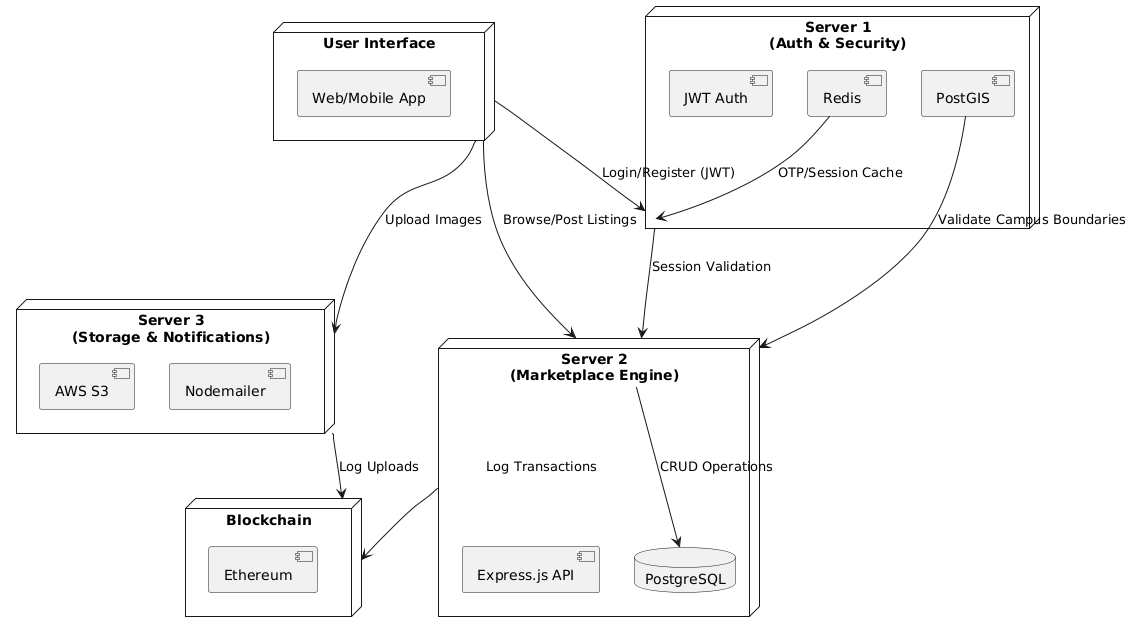 Server 1
(Auth & Security)
User Interface
Web/Mobile App
JWT Auth
Redis
PostGIS
Login/Register (JWT)
OTP/Session Cache
Upload Images
Browse/Post Listings
Validate Campus Boundaries
Session Validation
Server 3
(Storage & Notifications)
AWS S3
Nodemailer
Server 2
(Marketplace Engine)
Log Uploads
Log Transactions
CRUD Operations
Blockchain
Ethereum
Express.js API
PostgreSQL